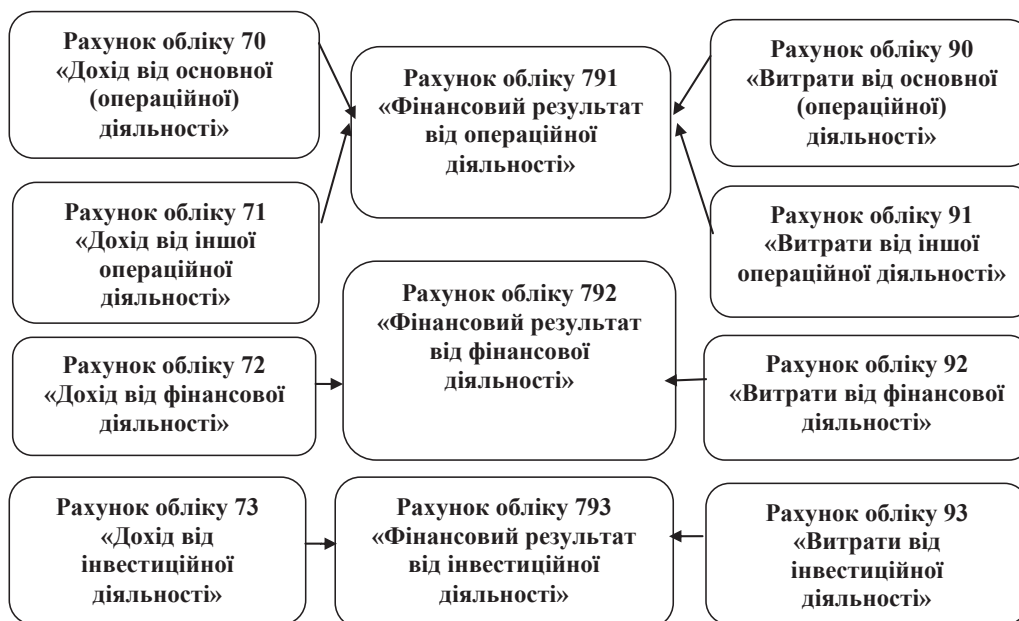 Рахунок обліку 70
«Дохід від основної
(операційної)
діяльності»
Рахунок обліку 791
«Фінансовий результат
від операційної
діяльності»
Рахунок обліку 90
«Витрати від основної
(операційної)
діяльності»
Рахунок обліку 71
«Дохід від іншої
операційної
діяльності»
Рахунок обліку 91
«Витрати від іншої
операційної діяльності»
Рахунок обліку 792
«Фінансовий результат
від фінансової
діяльності»
Рахунок обліку 72
«Дохід від фінансової
діяльності»
Рахунок обліку 92
«Витрати від фінансової
діяльності»
Рахунок обліку 73
«Дохід від
інвестиційної
діяльності»
Рахунок обліку 793
«Фінансовий результат
від інвестиційної
діяльності»
Рахунок обліку 93
«Витрати від
інвестиційної
діяльності»